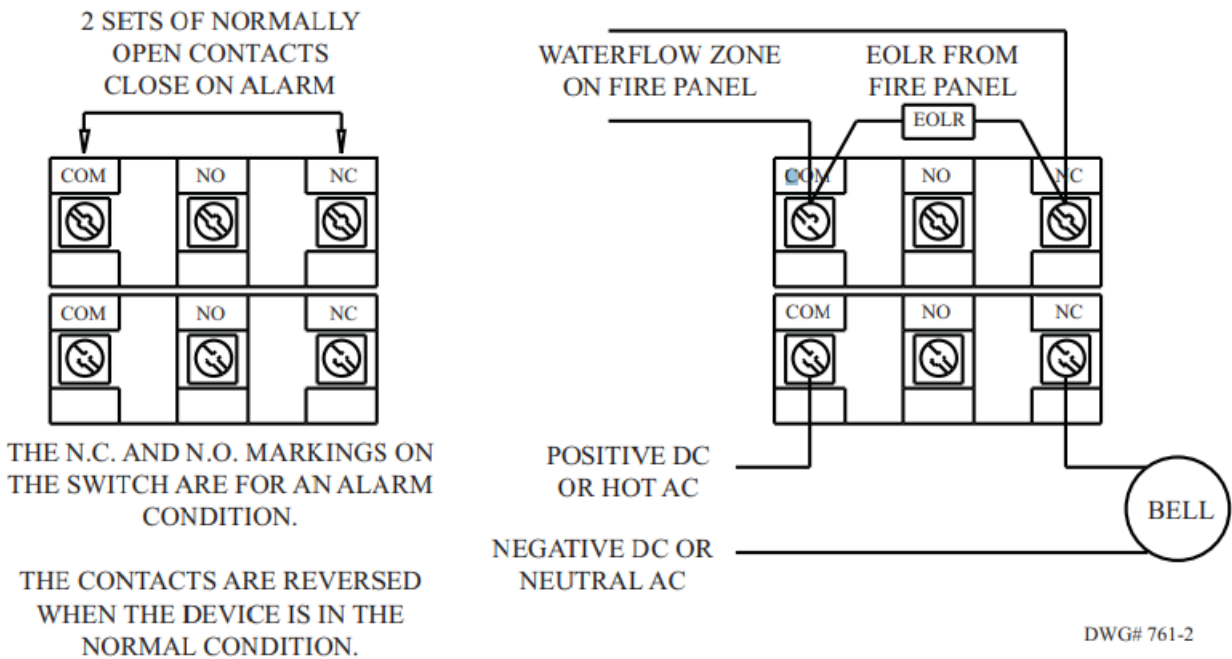 2 SETS OF NORMALLY
OPEN CONTACTS
CLOSE ON ALARM
COM NO NC
COM NO NC
THE N.C. AND N.O. MARKINGS ON
THE SWITCH ARE FOR AN ALARM
CONDITION.
THE CONTACTS ARE REVERSED
WHEN THE DEVICE IS IN THE
NORMAL CONDITION.
WATERFLOW ZONE
ON FIRE PANEL
EOLR FROM
FIRE PANEL
EOLR
COM NO NC
COM NO NC
POSITIVE DC
OR HOT AC
NEGATIVE DC OR
NEUTRAL AC
BELL
DWG# 761-2